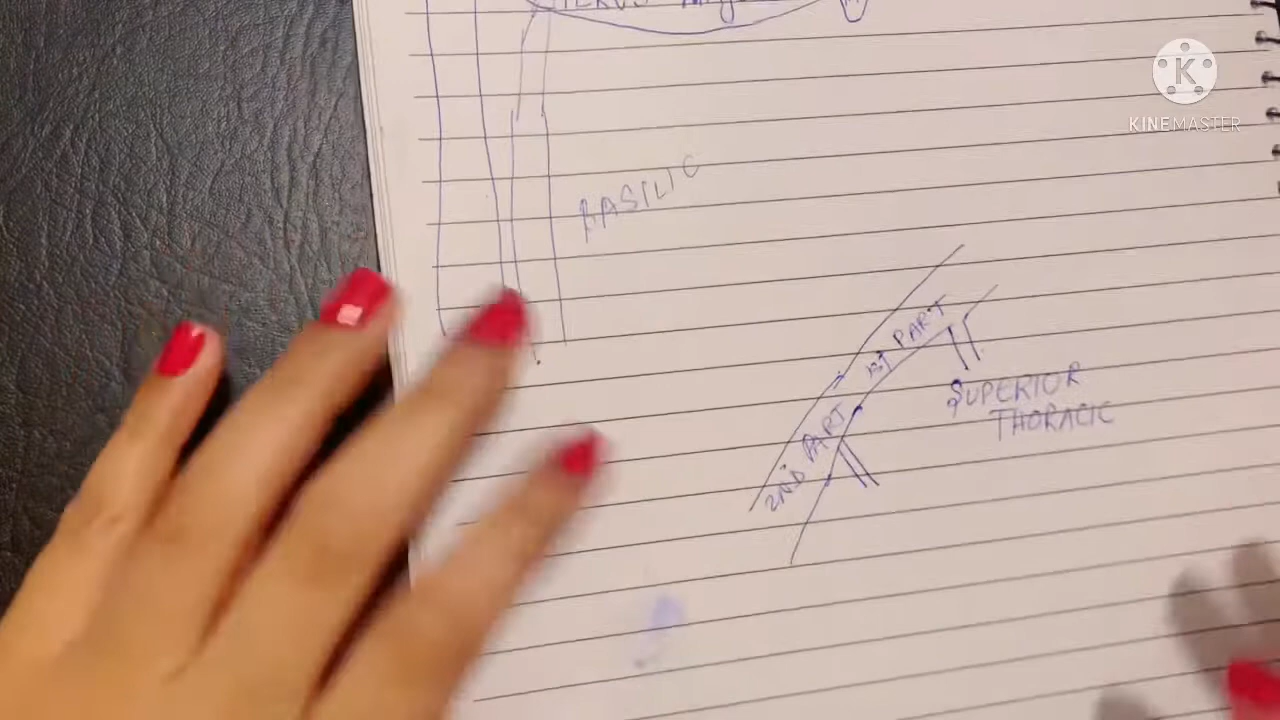 BASILIC
1st PART
2ND PART
SUPERIOR
THORACIC
K
KINEMASTER